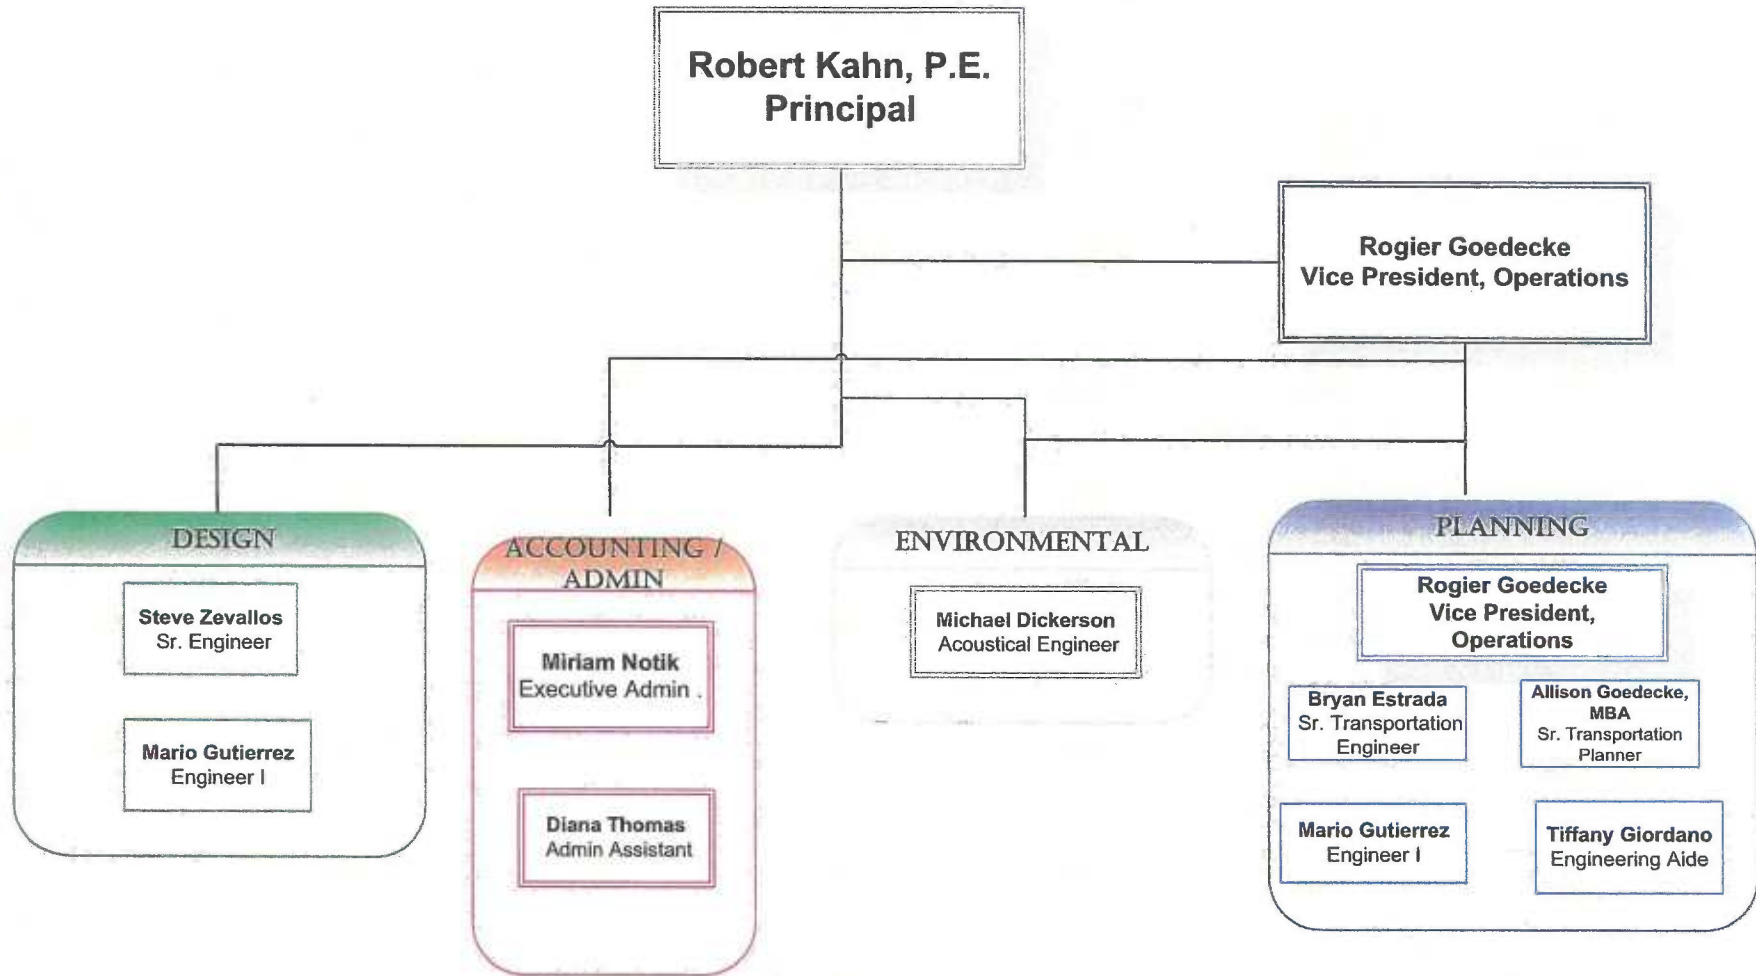 Robert Kahn, P.E.
Principal
Rogier Goedecke
Vice President, Operations
DESIGN
Steve Zevallos
Sr. Engineer
Mario Gutierrez
Engineer I
ACCOUNTING /
ADMIN
Miriam Notik
Executive Admin .
Diana Thomas
Admin Assistant
ENVIRONMENTAL
Michael Dickerson
Acoustical Engineer
PLANNING
Rogier Goedecke
Vice President,
Operations
Bryan Estrada
Sr. Transportation
Engineer
Allison Goedecke,
MBA
Sr. Transportation
Planner
Mario Gutierrez
Engineer I
Tiffany Giordano
Engineering Aide